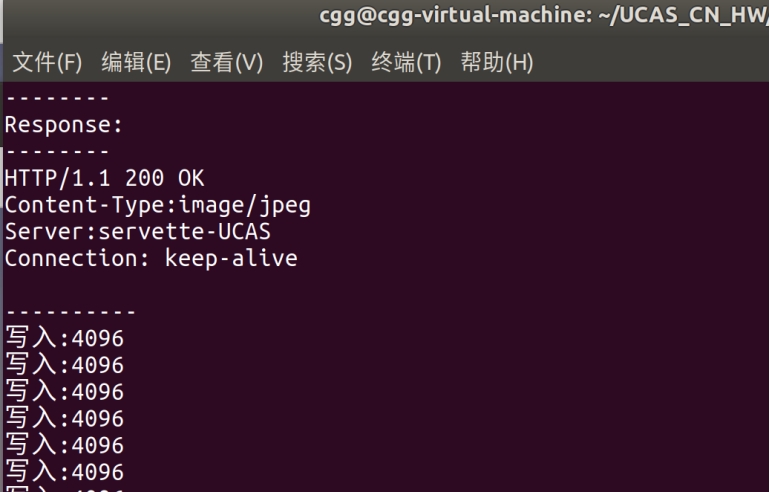 cgg@cgg-virtual-machine: ~/UCAS_CN_HW/
文件(F) 编辑(E) 查看(V) 搜索(S) 终端(T) 帮助(H)
--------
Response:
--------
HTTP/1.1 200 OK
Content-Type:image/jpeg
Server:servette-UCAS
Connection: keep-alive
----------
写入:4096
写入:4096
写入:4096
写入:4096
写入:4096
写入:4096